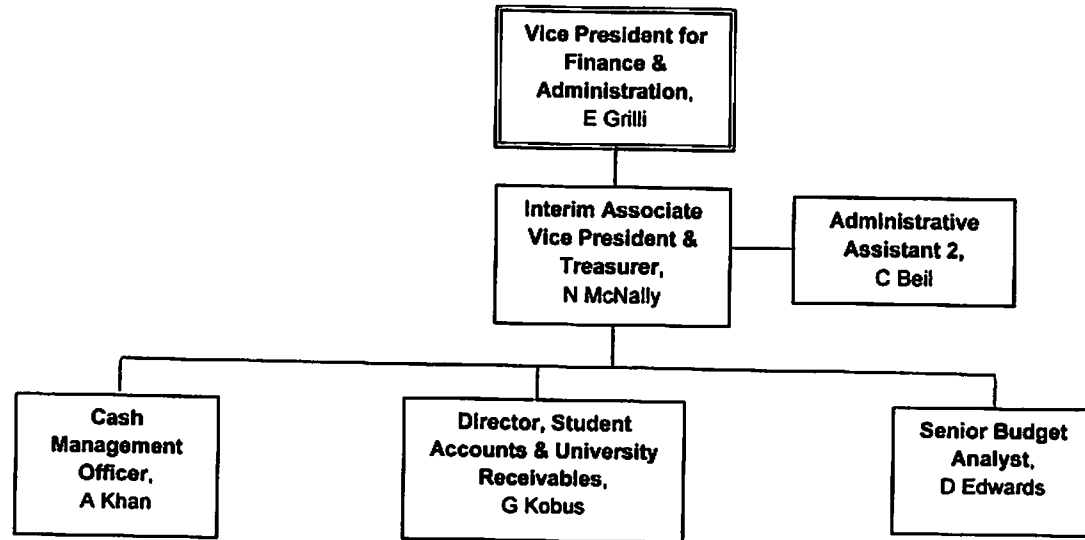 Vice President for
Finance &
Administration,
E Grilli
Interim Associate
Vice President &
Treasurer,
N McNally
Administrative
Assistant 2,
C Beil
Cash
Management
Officer,
A Khan
Director, Student
Accounts & University
Receivables,
G Kobus
Senior Budget
Analyst,
D Edwards